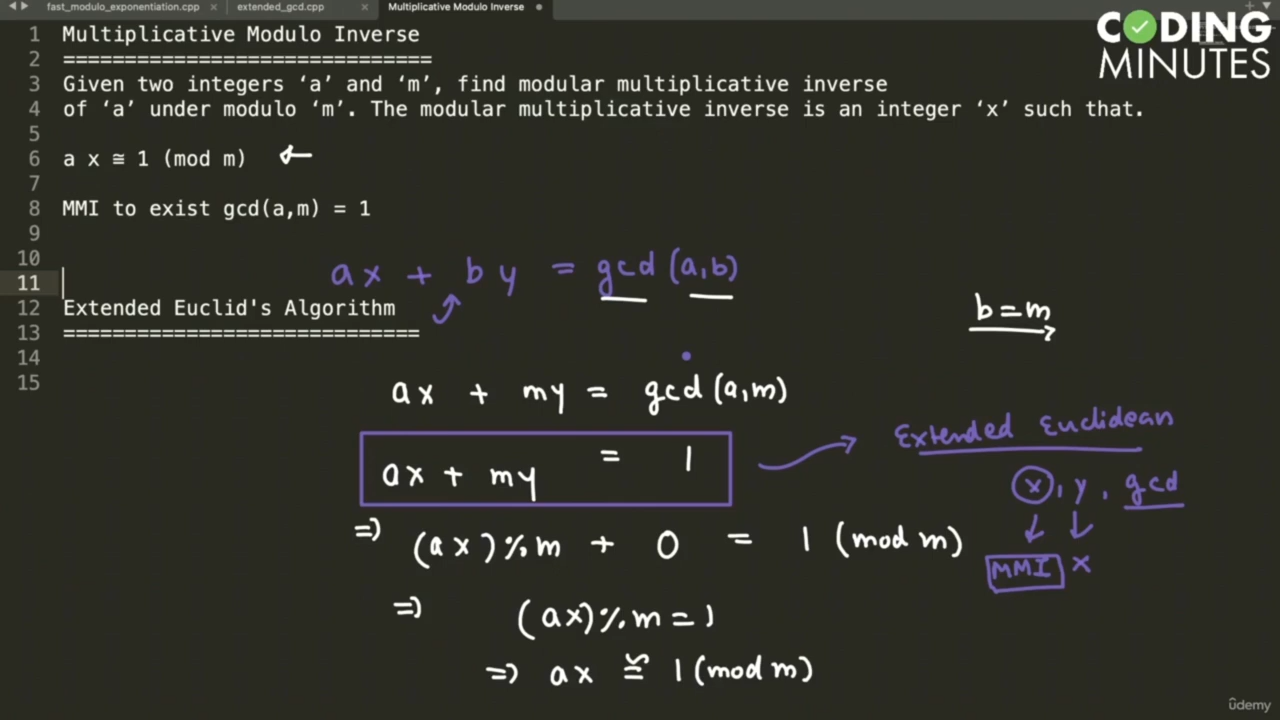 fast_modulo_exponentiation.cpp extended_gcd.cpp Multiplicative Modulo Inverse
CODING
MINUTES
1 Multiplicative Modulo Inverse
2 ==============================
3 Given two integers ‘a’ and ‘m’, find modular multiplicative inverse
4 of ‘a’ under modulo ‘m’. The modular multiplicative inverse is an integer ‘x’ such that.
5
6 a x ≅ 1 (mod m) ←
7
8 MMI to exist gcd(a,m) = 1
9
10
ax + by = gcd (a,b)
11
12 Extended Euclid's Algorithm
b = m
13 =============================
14
15
ax + my = gcd (a,m)
Extended Euclidean
ax + my = 1
x, y, gcd
⇒ (ax)%m + 0 = 1 (mod m)
MMI x
⇒ (ax)%m = 1
⇒ ax ≅ 1 (mod m)
ûdemy